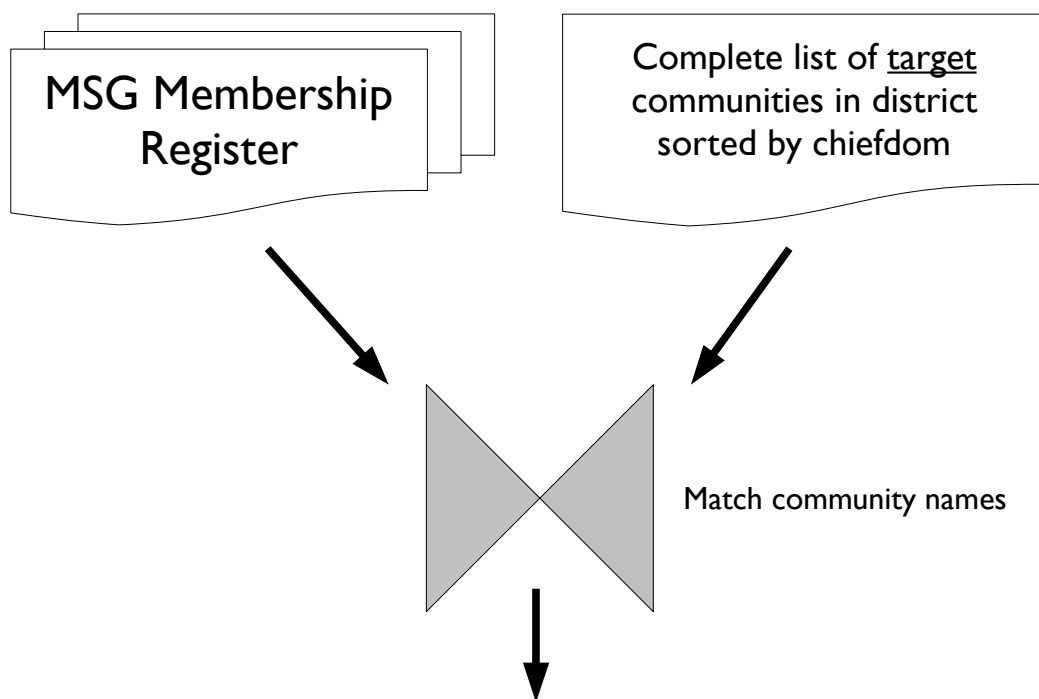 MSG Membership
Register
Complete list of target
communities in district
sorted by chiefdom
Match community names